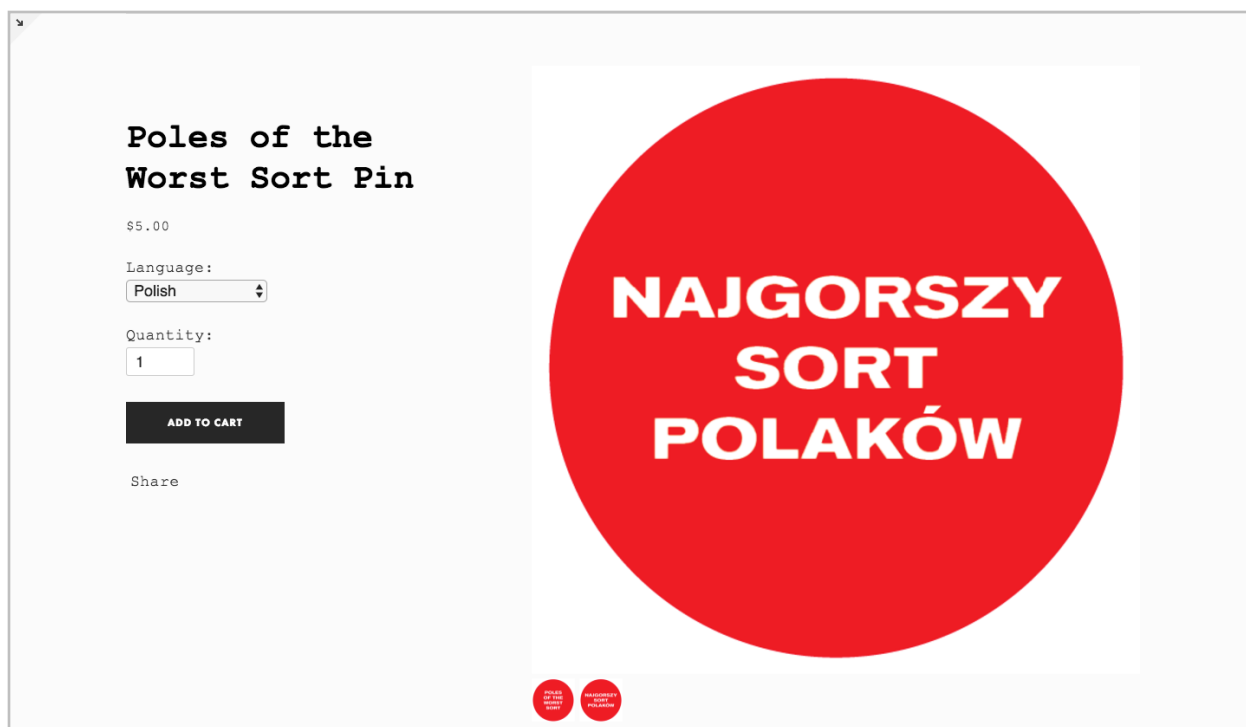 Poles of the
Worst Sort Pin
$5.00
Language:
Polish
Quantity:
1
ADD TO CART
Share
NAJGORSZY
SORT
POLAKÓW
POLES
OF THE
WORST
SORT
NAJGORSZY
SORT
POLAKÓW